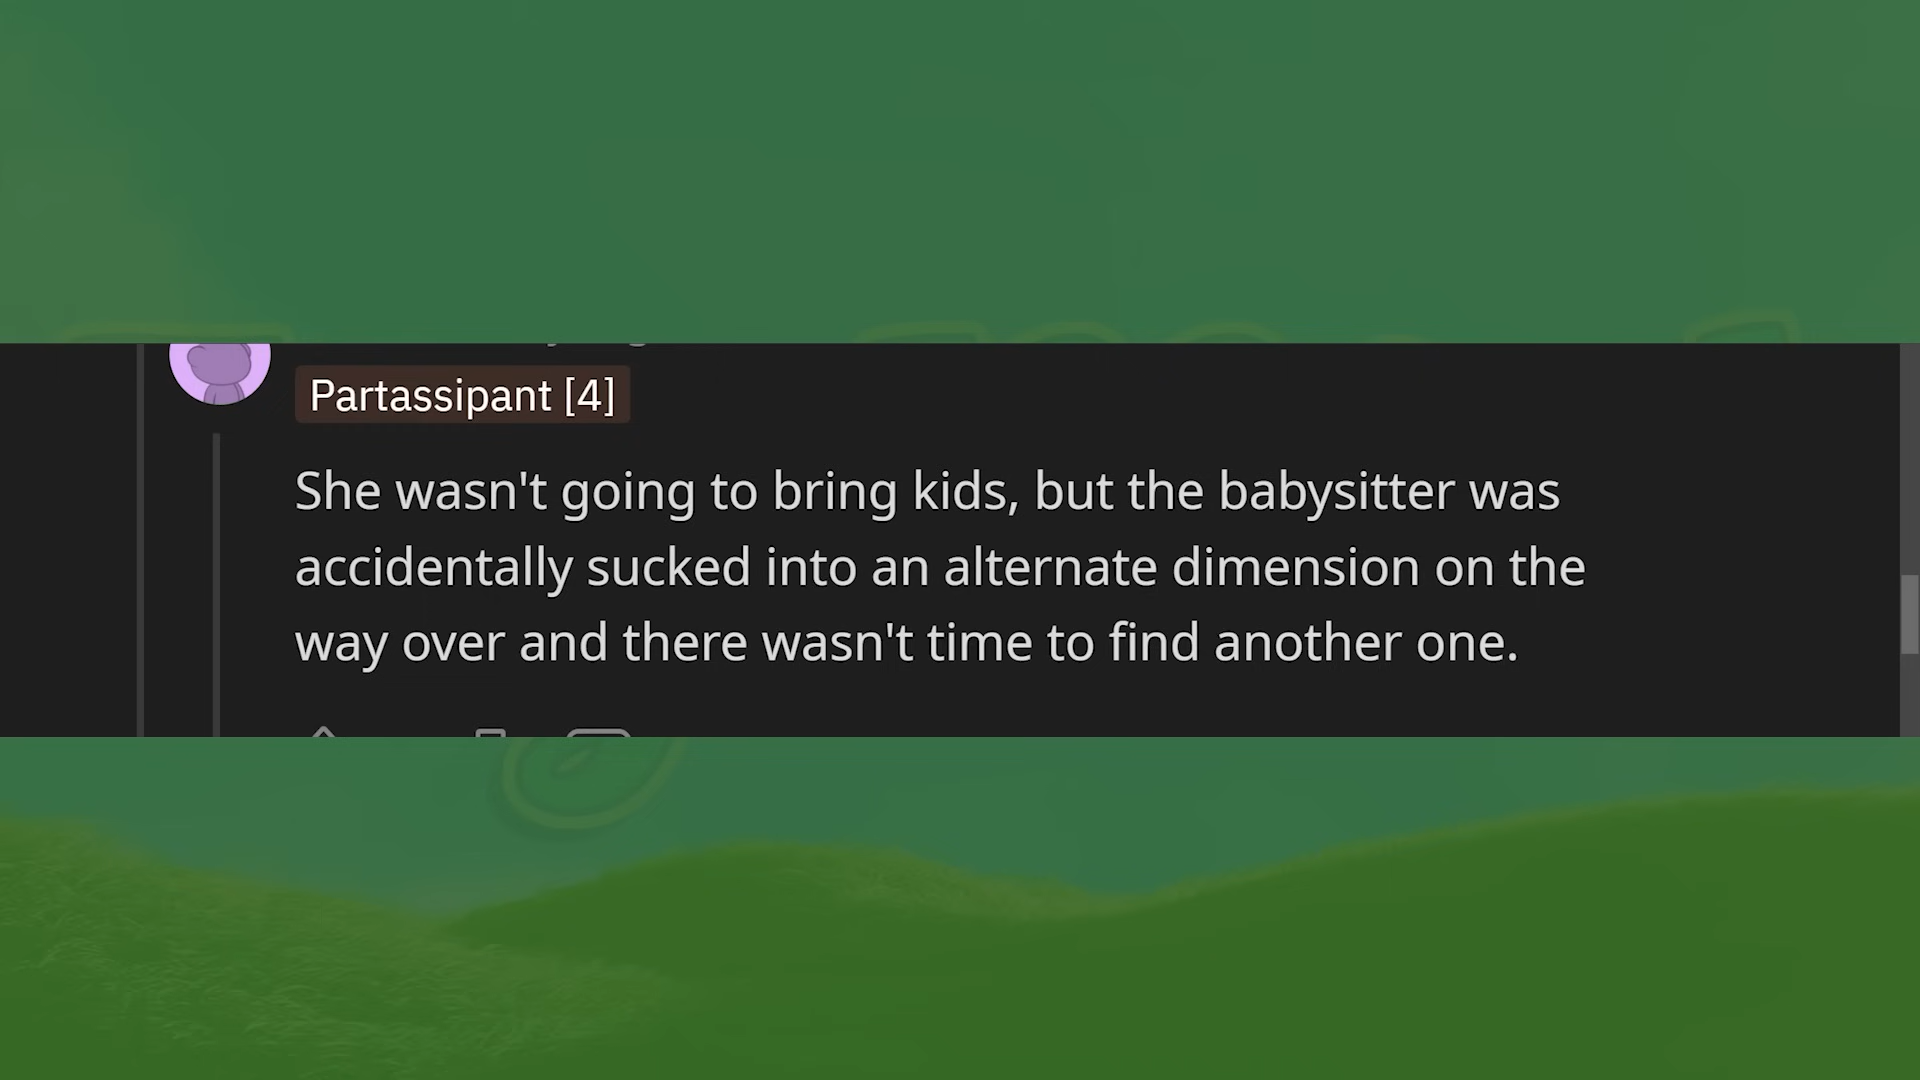 Partassipant [4]
She wasn't going to bring kids, but the babysitter was
accidentally sucked into an alternate dimension on the
way over and there wasn't time to find another one.